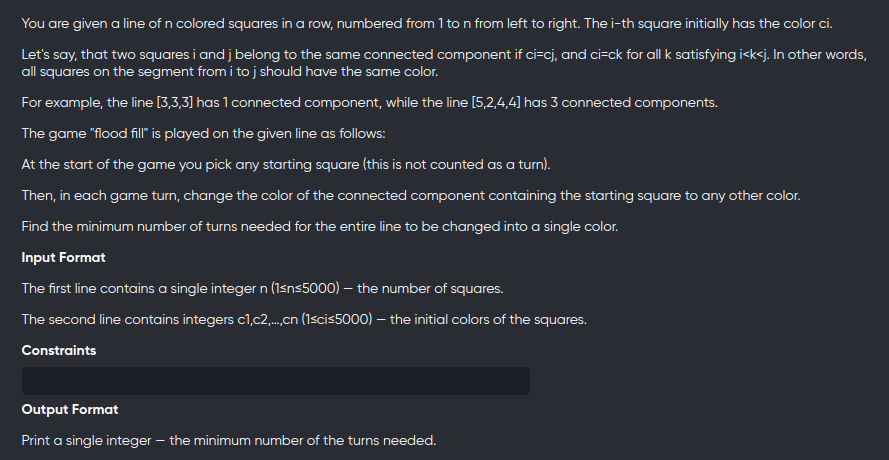 You are given a line of n colored squares in a row, numbered from 1 to n from left to right. The i-th square initially has the color ci.
Let's say, that two squares i and j belong to the same connected component if ci=cj, and ci=ck for all k satisfying i<k<j. In other words,
all squares on the segment from i to j should have the same color.
For example, the line [3,3,3] has 1 connected component, while the line [5,2,4,4] has 3 connected components.
The game "flood fill" is played on the given line as follows:
At the start of the game you pick any starting square (this is not counted as a turn).
Then, in each game turn, change the color of the connected component containing the starting square to any other color.
Find the minimum number of turns needed for the entire line to be changed into a single color.
Input Format
The first line contains a single integer n (1≤n≤5000) — the number of squares.
The second line contains integers c1,c2,…,cn (1≤ci≤5000) — the initial colors of the squares.
Constraints
Output Format
Print a single integer — the minimum number of the turns needed.